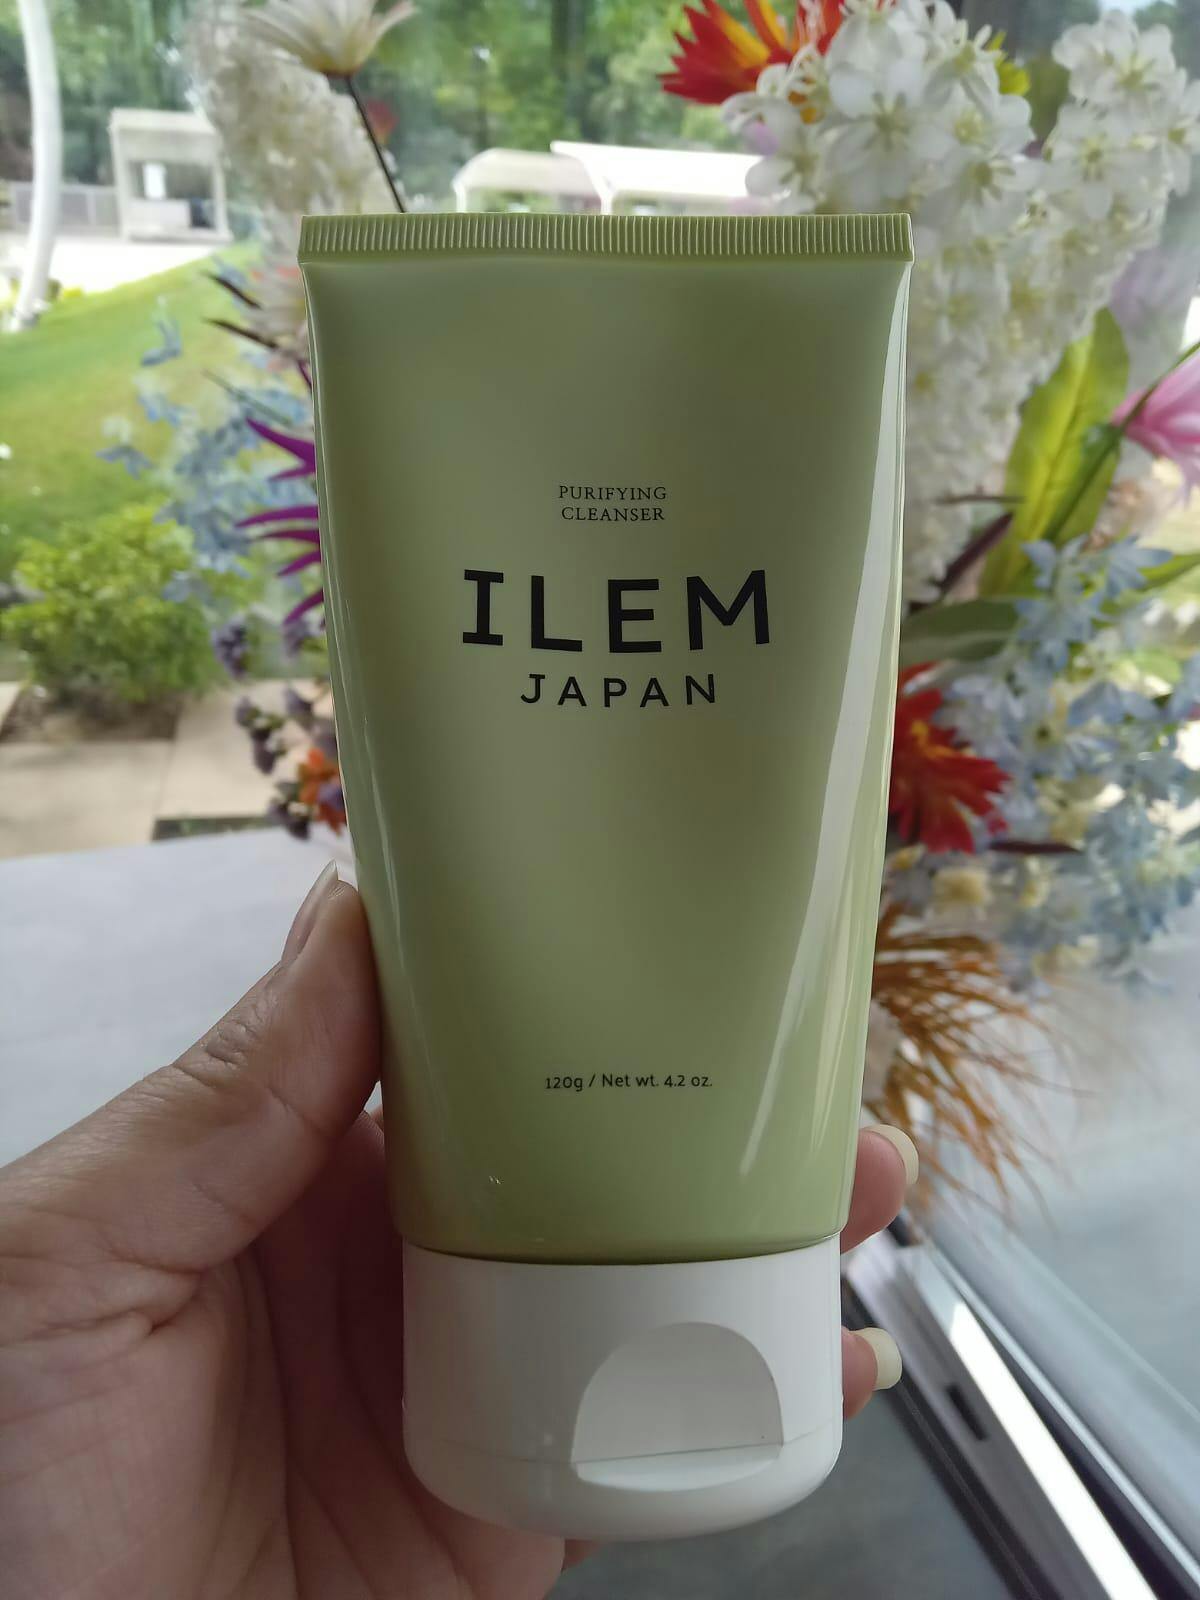 PURIFYING
CLEANSER
ILEM
JAPAN
120g / Net wt. 4.2 oz.